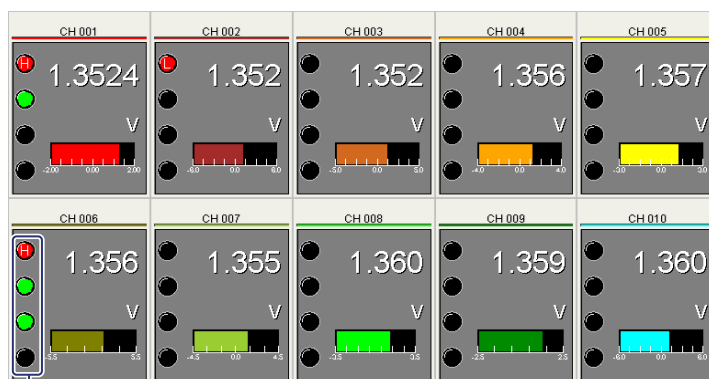 CH 001 CH 002 CH 003 CH 004 CH 005
H L
1.3524 1.352 1.352 1.356 1.357
V V V V V
-2.00 0.00 2.00 -6.0 0.0 6.0 -5.0 0.0 5.0 -4.0 0.0 4.0 -3.0 0.0 3.0
CH 006 CH 007 CH 008 CH 009 CH 010
H
1.356 1.355 1.360 1.359 1.360
V V V V V
-5.5 5.5 -4.5 0.0 4.5 -3.5 3.5 -2.5 2.5 -6.0 0.0 6.0